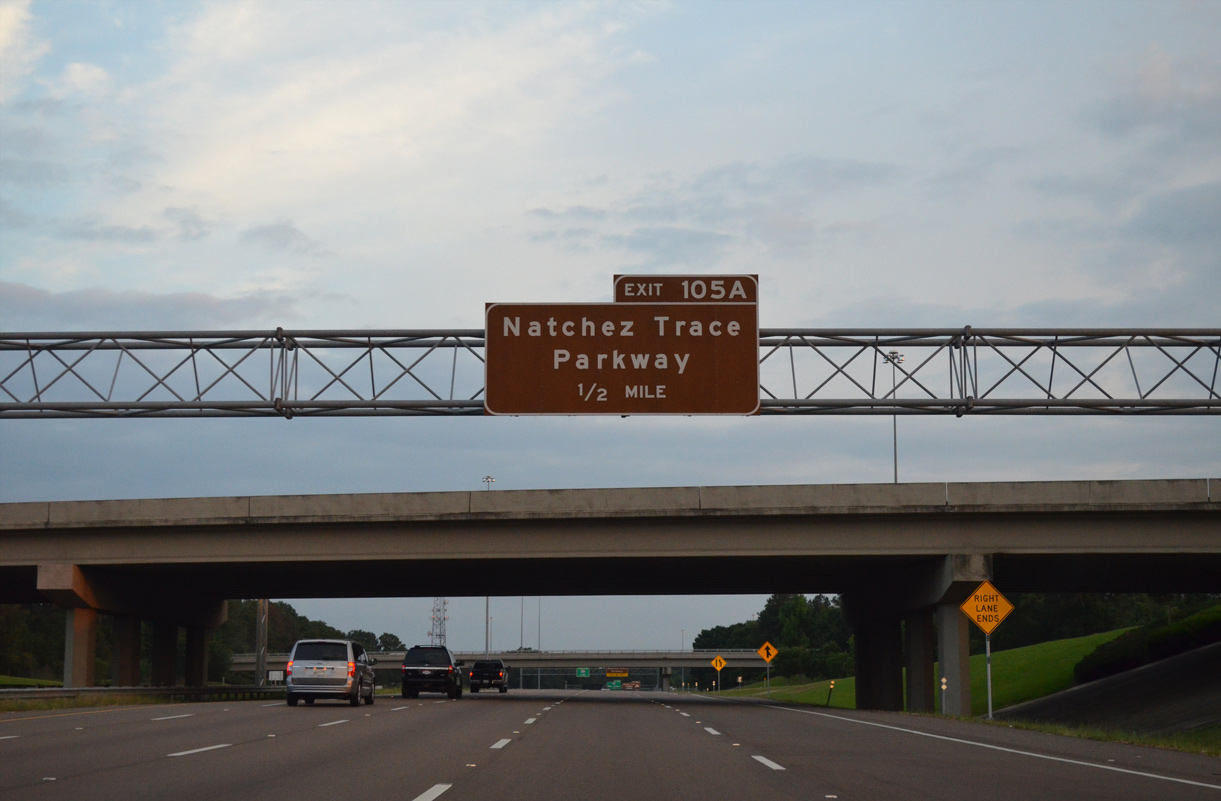 EXIT 105A
Natchez Trace
Parkway
1/2 MILE
RIGHT
LANE
ENDS